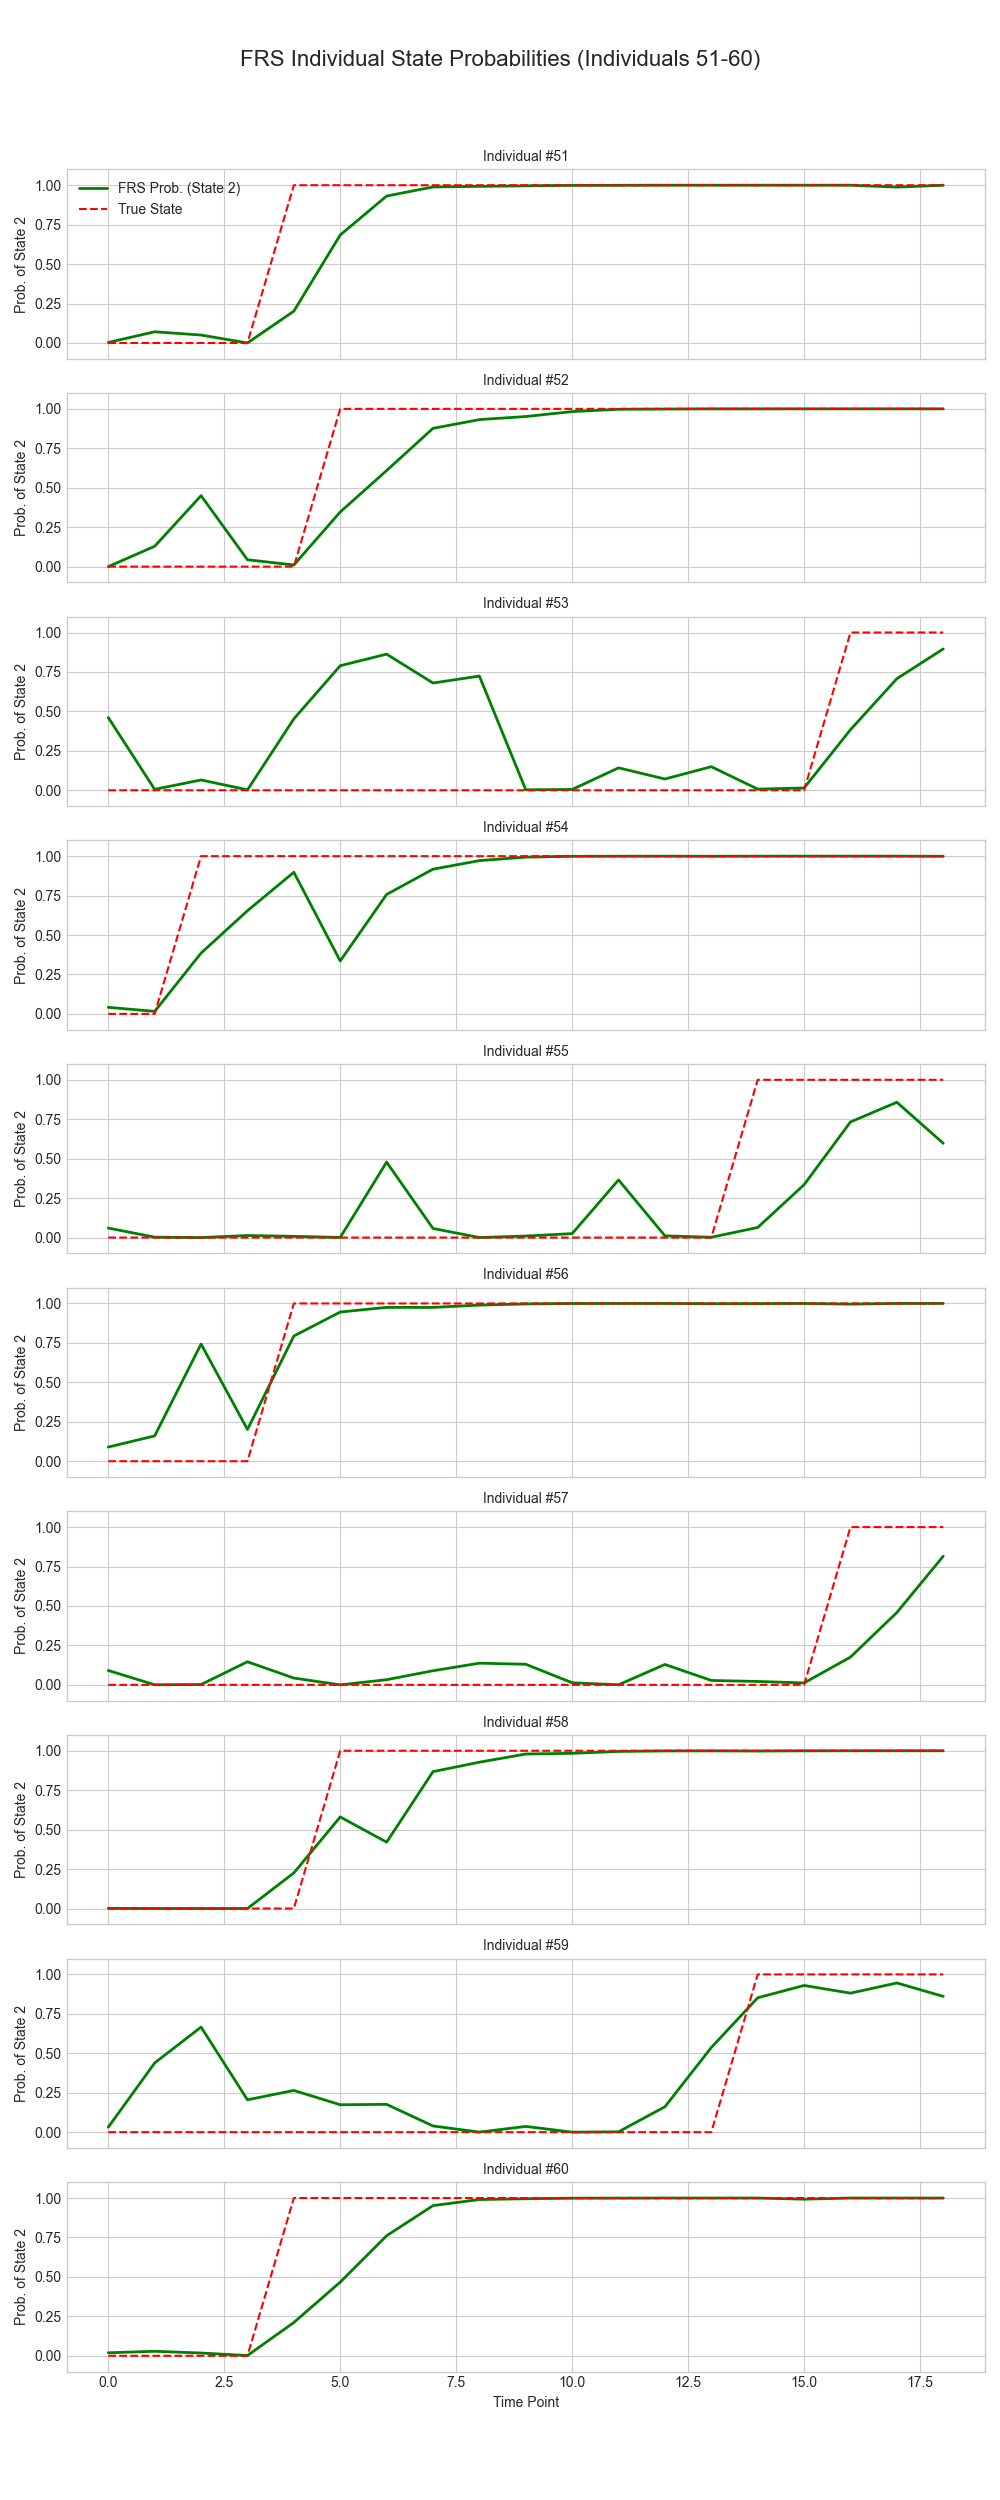 FRS Individual State Probabilities (Individuals 51-60)
Individual #51
FRS Prob. (State 2)
True State
1.00
0.75
0.50
0.25
0.00
Prob. of State 2
Individual #52
1.00
0.75
0.50
0.25
0.00
Prob. of State 2
Individual #53
1.00
0.75
0.50
0.25
0.00
Prob. of State 2
Individual #54
1.00
0.75
0.50
0.25
0.00
Prob. of State 2
Individual #55
1.00
0.75
0.50
0.25
0.00
Prob. of State 2
Individual #56
1.00
0.75
0.50
0.25
0.00
Prob. of State 2
Individual #57
1.00
0.75
0.50
0.25
0.00
Prob. of State 2
Individual #58
1.00
0.75
0.50
0.25
0.00
Prob. of State 2
Individual #59
1.00
0.75
0.50
0.25
0.00
Prob. of State 2
Individual #60
1.00
0.75
0.50
0.25
0.00
Prob. of State 2
0.0 2.5 5.0 7.5 10.0 12.5 15.0 17.5
Time Point